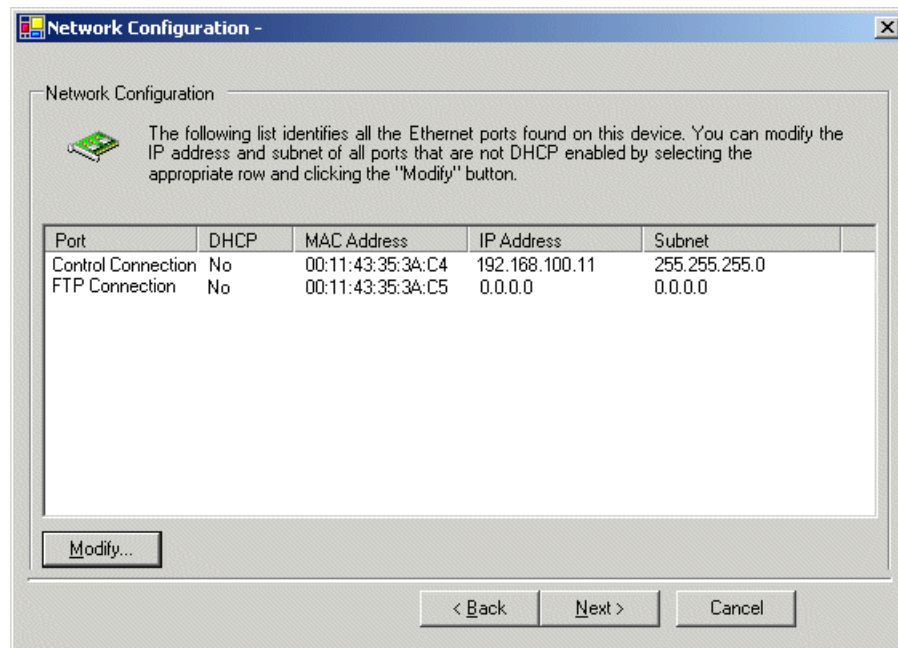 Network Configuration -
Network Configuration
The following list identifies all the Ethernet ports found on this device. You can modify the
IP address and subnet of all ports that are not DHCP enabled by selecting the
appropriate row and clicking the "Modify" button.
Port DHCP MAC Address IP Address Subnet
Control Connection No 00:11:43:35:3A:C4 192.168.100.11 255.255.255.0
FTP Connection No 00:11:43:35:3A:C5 0.0.0.0 0.0.0.0
Modify...
< Back Next > Cancel